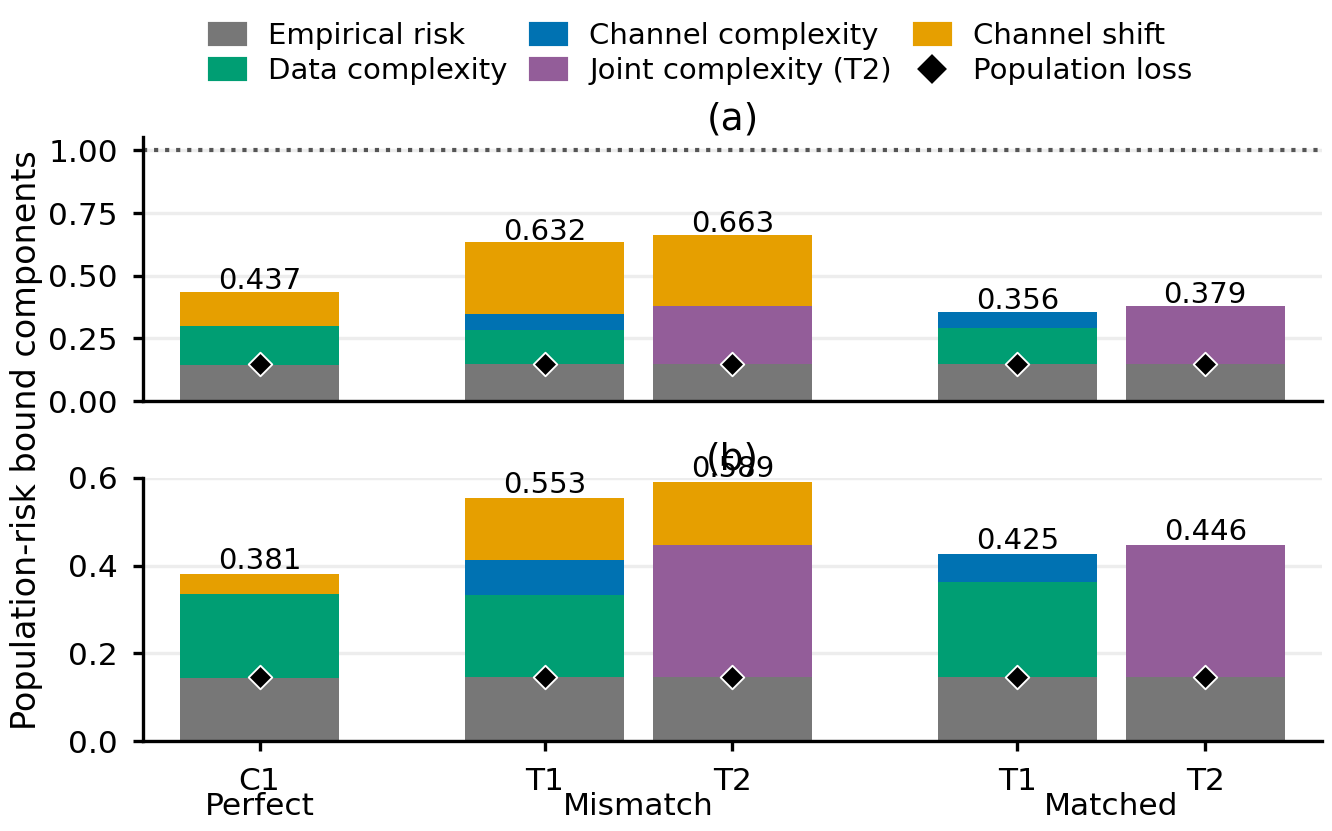 Empirical risk
Data complexity
Channel complexity
Joint complexity (T2)
Channel shift
Population loss
(a)
Population-risk bound components
1.00
0.75
0.50
0.25
0.00
0.437
0.632
0.663
0.356
0.379
(b)
0.6
0.4
0.2
0.0
0.381
0.553
0.589
0.425
0.446
C1
T1
T2
T1
T2
Perfect
Mismatch
Matched